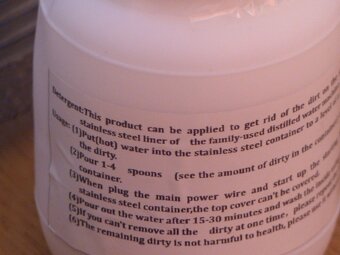 Detergent:This product can be applied to get rid of the dirt on the
stainless steel liner of the family-used distilled water
Usage: (1)Put(hot) water into the stainless steel container to a level
the dirty.
(2)Pour 1-4 spoons (see the amount of dirty in the
container.
(3)When plug the main power wire and start up the
stainless steel container,the top cover can't be covered.
(4)Pour out the water after 15-30 minutes and wash the
(5)If you can't remove all the dirty at one time, please
(6)The remaining dirty is not harmful to health, please